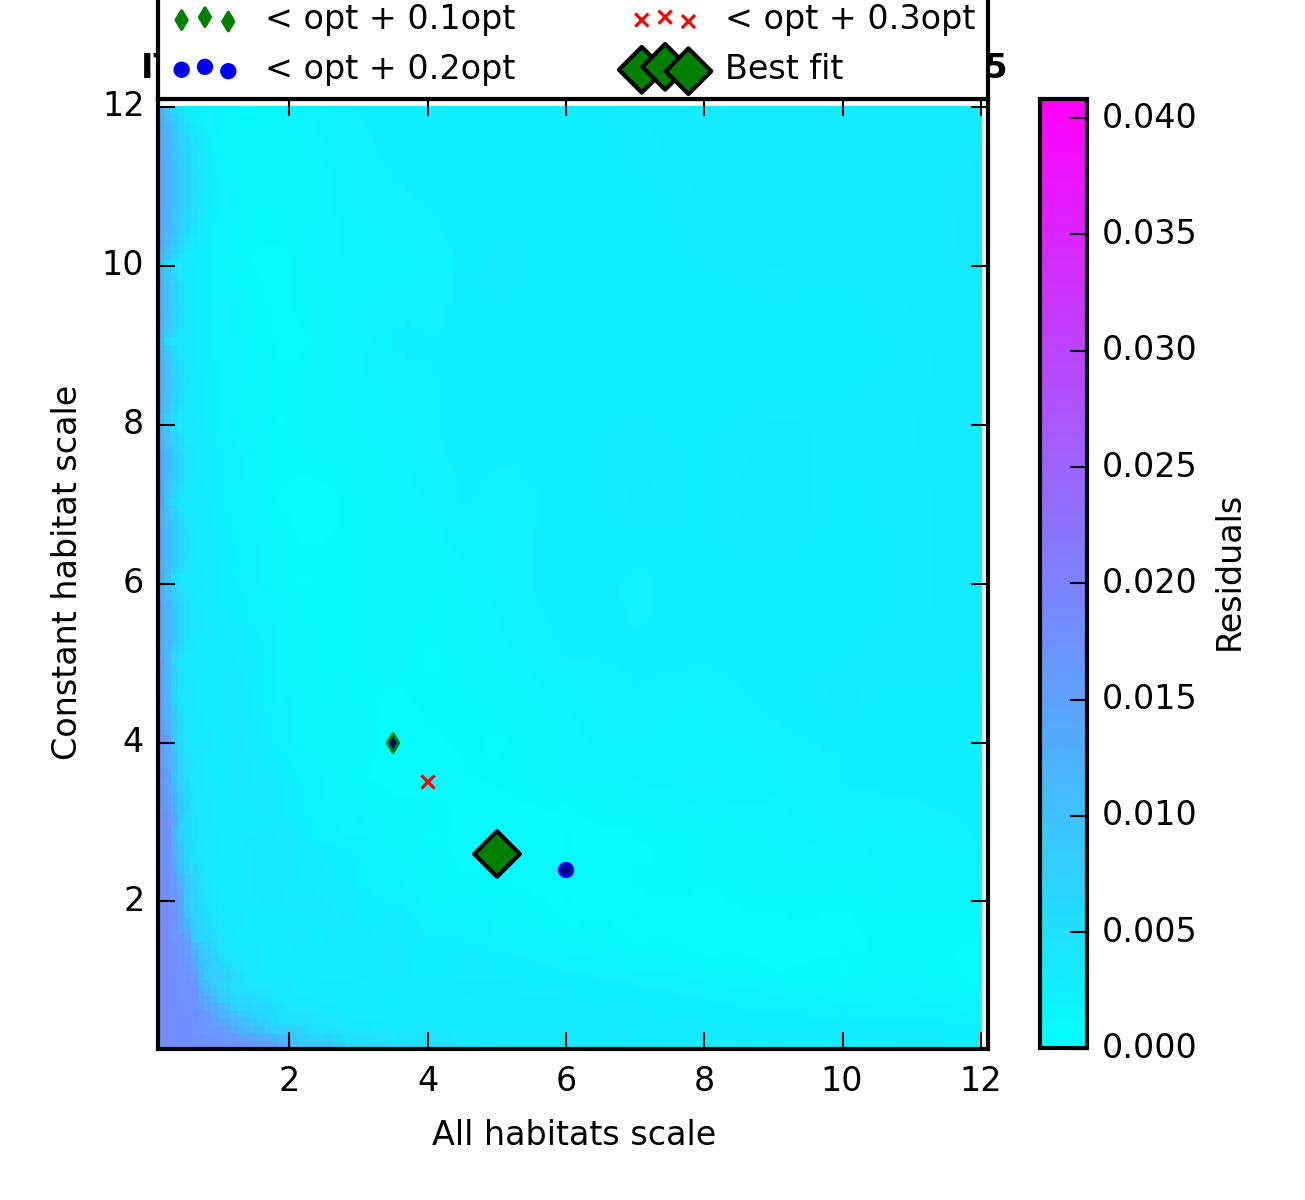 < opt + 0.1opt < opt + 0.3opt
< opt + 0.2opt Best fit
5
12
10
8
6
4
2
Constant habitat scale
2 4 6 8 10 12
All habitats scale
0.040
0.035
0.030
0.025
0.020
0.015
0.010
0.005
0.000
Residuals